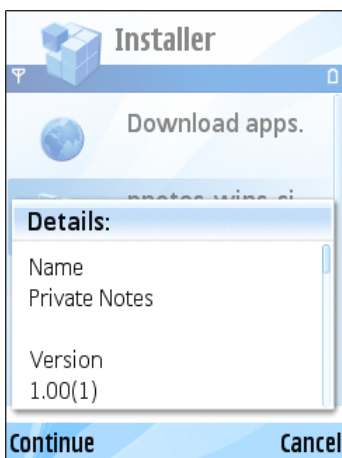 Installer
Download apps.
Details:
Name
Private Notes
Version
1.00(1)
Continue
Cancel